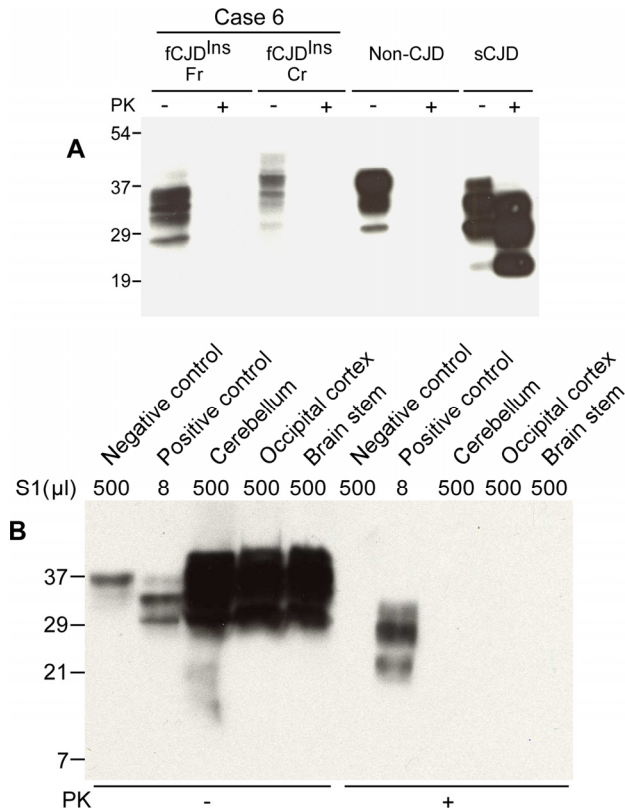 Case 6
fCJDIns fCJDIns Non-CJD sCJD
Fr Cr
PK - + - + - + - +
A
54
37
29
19
Negative control Positive control Cerebellum Occipital cortex Brain stem Negative control Positive control Cerebellum Occipital cortex Brain stem
S1(µl) 500 8 500 500 500 500 8 500 500 500
B
37
29
21
7
PK - +